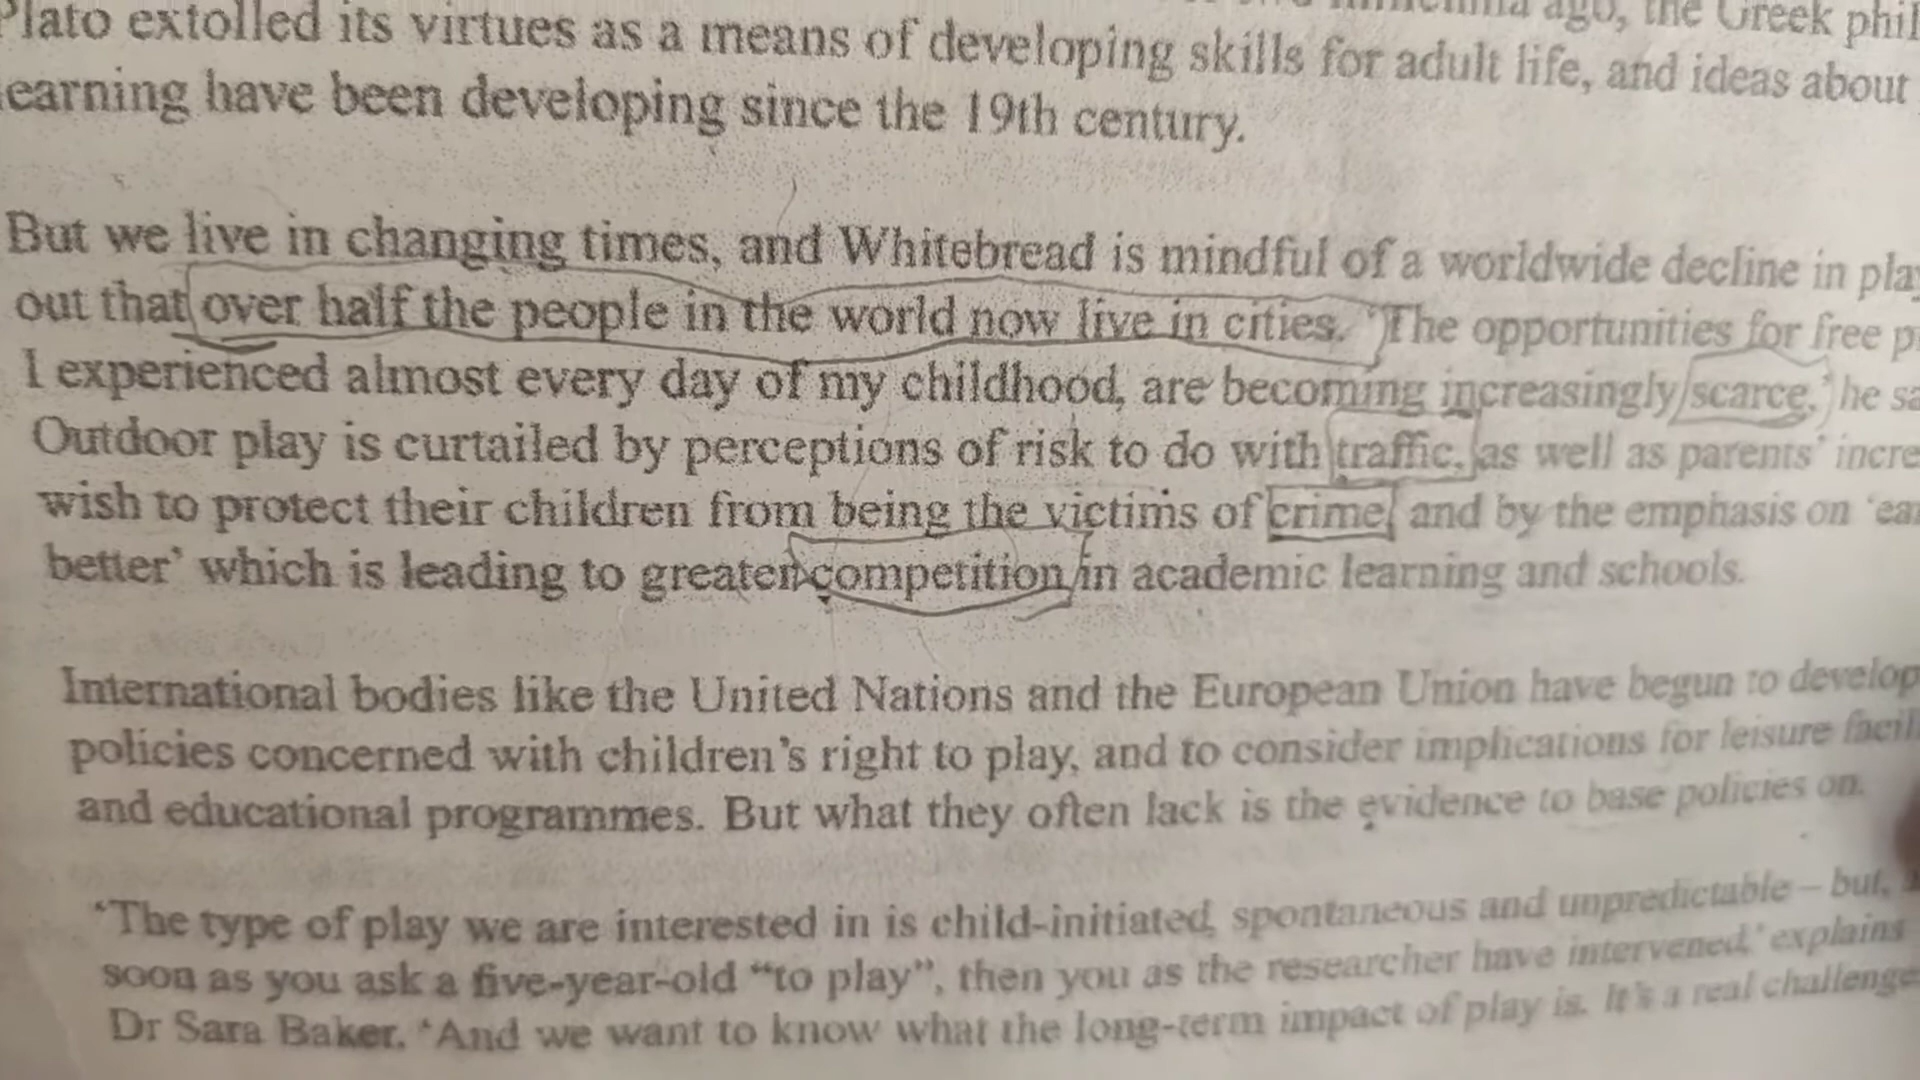 ago, the Greek phil
Plato extolled its virtues as a means of developing skills for adult life, and ideas about
earning have been developing since the 19th century.
But we live in changing times, and Whitebread is mindful of a worldwide decline in play
out that over half the people in the world now live in cities. 'The opportunities for free p
I experienced almost every day of my childhood, are becoming increasingly scarce,' he sa
Outdoor play is curtailed by perceptions of risk to do with traffic, as well as parents' incre
wish to protect their children from being the victims of crime, and by the emphasis on 'ear
better' which is leading to greater competition in academic learning and schools.
International bodies like the United Nations and the European Union have begun to develop
policies concerned with children's right to play, and to consider implications for leisure facil
and educational programmes. But what they often lack is the evidence to base policies on.
'The type of play we are interested in is child-initiated, spontaneous and unpredictable – but,
soon as you ask a five-year-old "to play", then you as the researcher have intervened,' explains
Dr Sara Baker. 'And we want to know what the long-term impact of play is. It's a real challenge